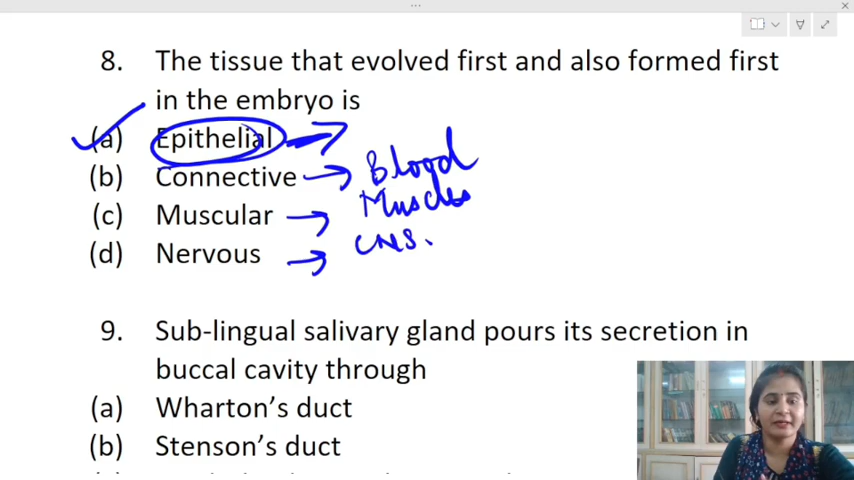 8. The tissue that evolved first and also formed first
in the embryo is
(a) Epithelial
(b) Connective Blood
(c) Muscular Muscles
(d) Nervous CNS.
9. Sub-lingual salivary gland pours its secretion in
buccal cavity through
(a) Wharton's duct
(b) Stenson's duct